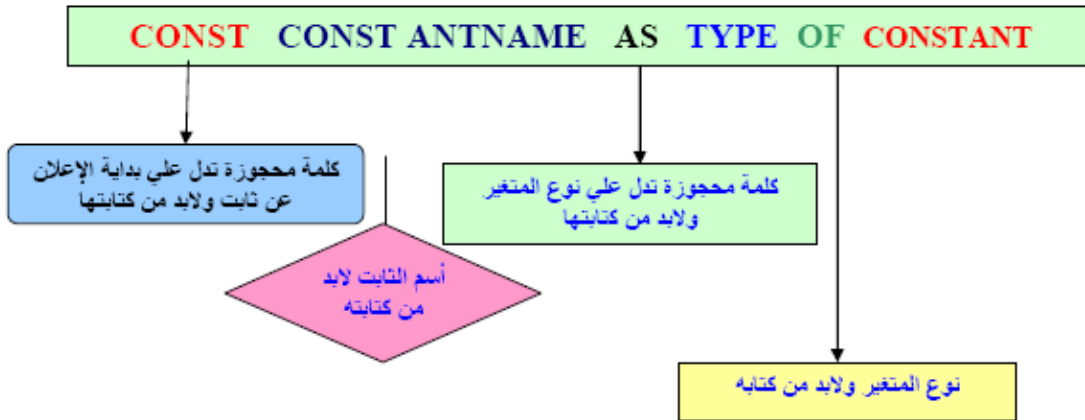 CONST CONST ANTNAME AS TYPE OF CONSTANT
كلمة محجوزة تدل علي بداية الإعلان
عن ثابت ولابد من كتابتها
كلمة محجوزة تدل علي نوع المتغير
ولابد من كتابتها
أسم الثابت لابد
من كتابته
نوع المتغير ولابد من كتابه